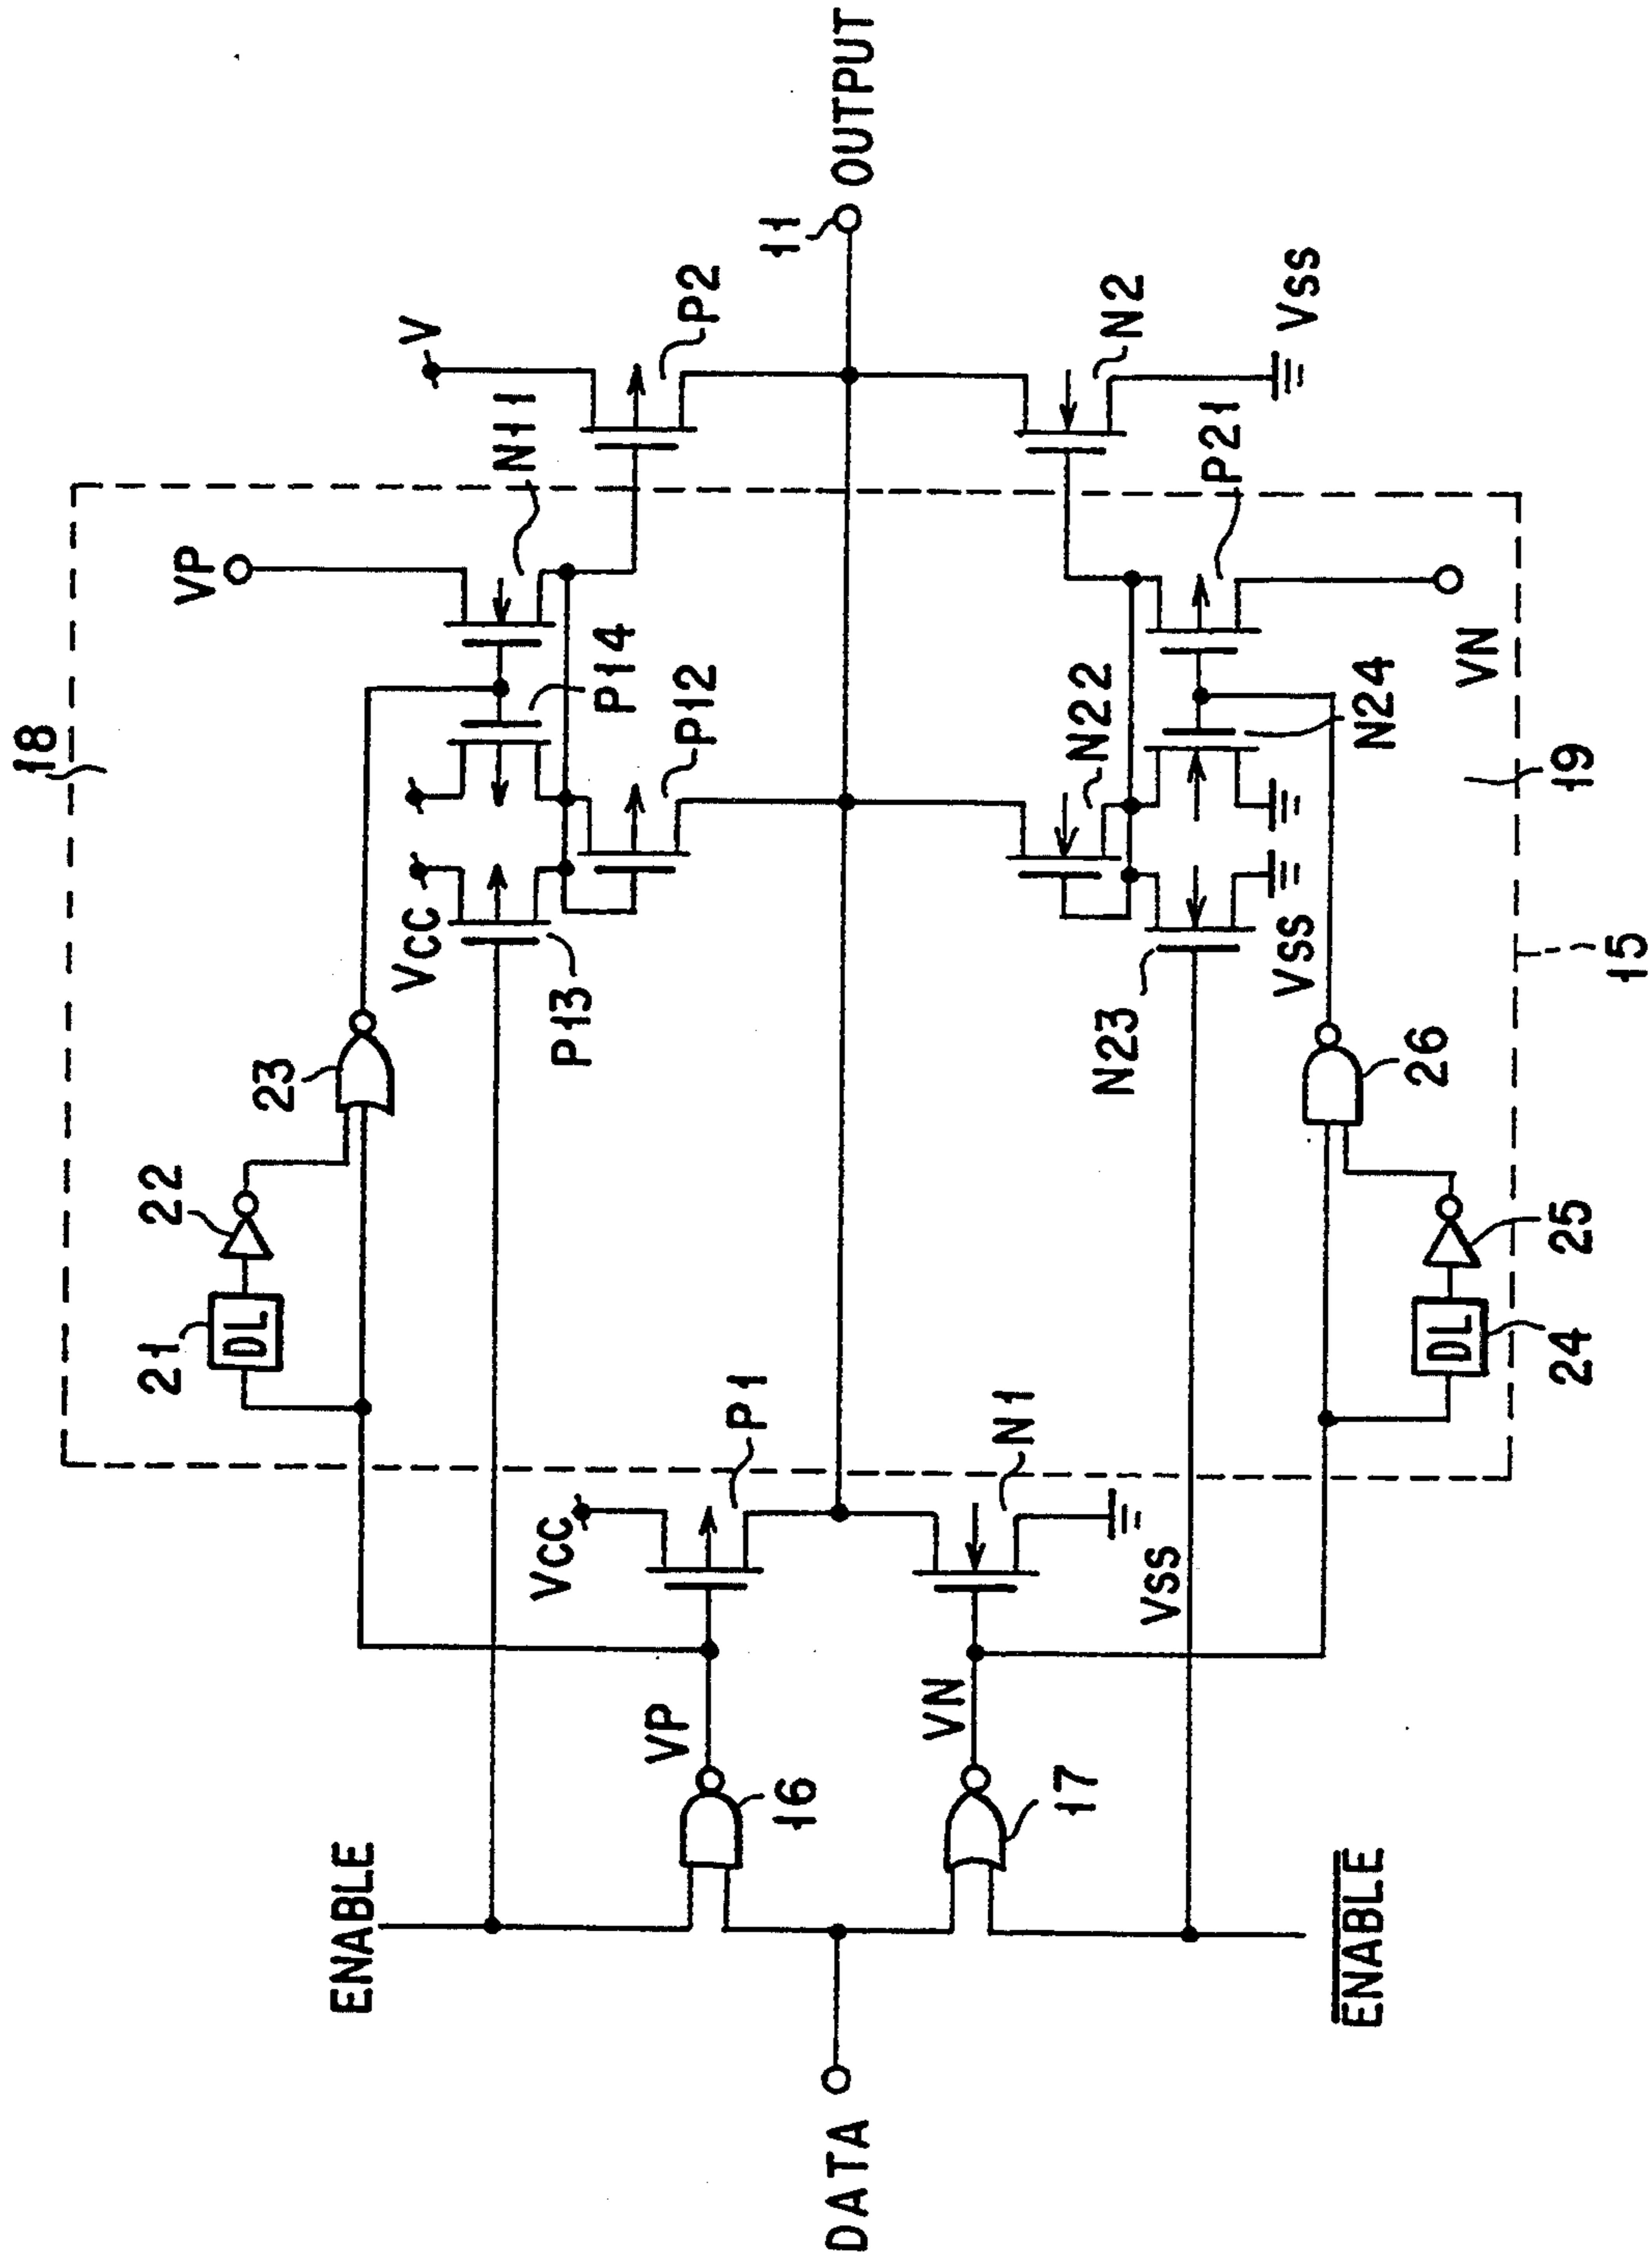 18
VP
V
N11
P14
P12
P2
11 OUTPUT
VCC
P13
23
22
21
DL
VCC
P1
ENABLE
VP
16
DATA
VN
17
N1
VSS
ENABLE
N22
N23
VSS
N24
P21
N2
VSS
VN
19
15
26
25
24
DL